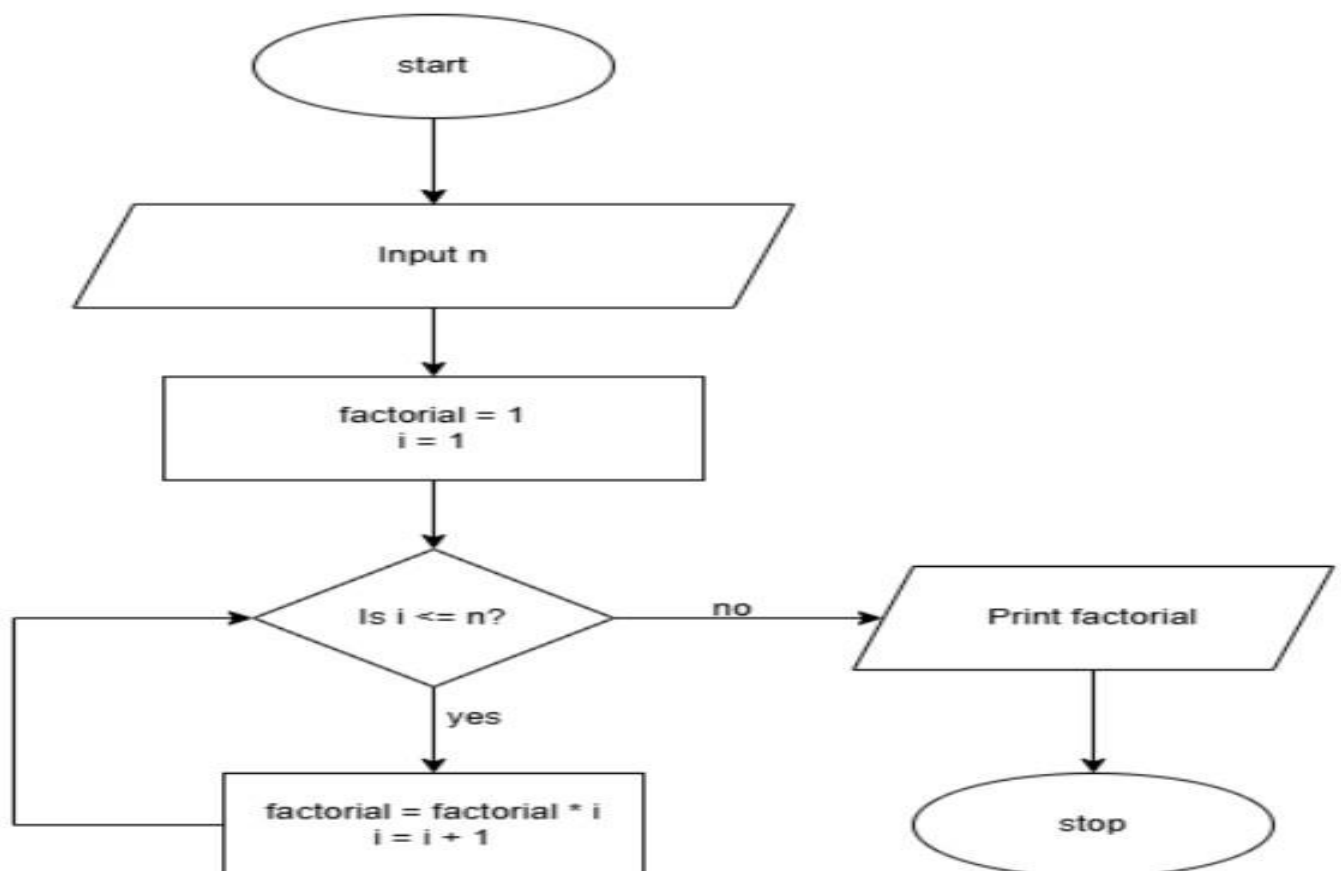 start
Input n
factorial = 1
i = 1
Is i <= n?
no
Print factorial
yes
factorial = factorial * i
i = i + 1
stop